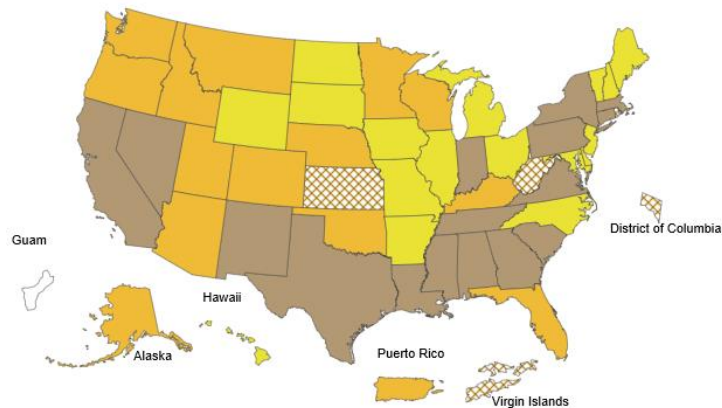 District of Columbia
Guam
Hawaii
Alaska
Puerto Rico
Virgin Islands